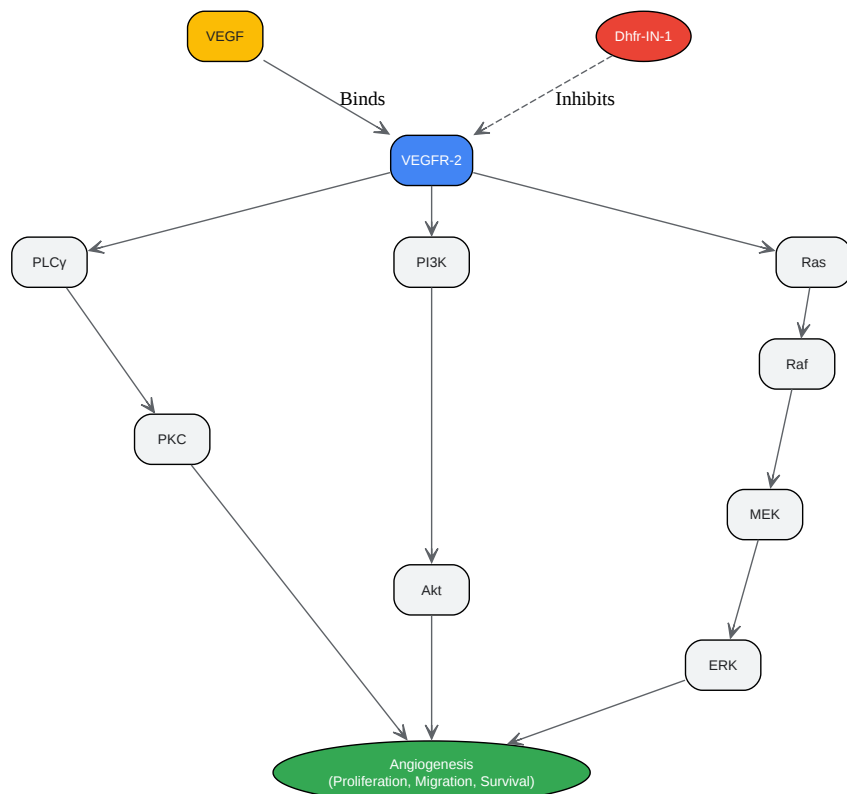 VEGF
Dhfr-IN-1
Binds
Inhibits
VEGFR-2
PLCγ
PI3K
Ras
Raf
PKC
MEK
Akt
ERK
Angiogenesis
(Proliferation, Migration, Survival)